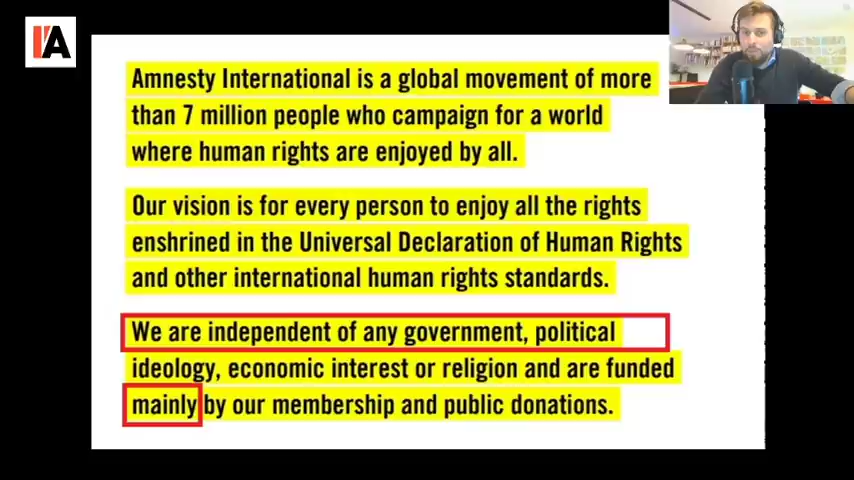 I/A
Amnesty International is a global movement of more
than 7 million people who campaign for a world
where human rights are enjoyed by all.
Our vision is for every person to enjoy all the rights
enshrined in the Universal Declaration of Human Rights
and other international human rights standards.
We are independent of any government, political
ideology, economic interest or religion and are funded
mainly by our membership and public donations.